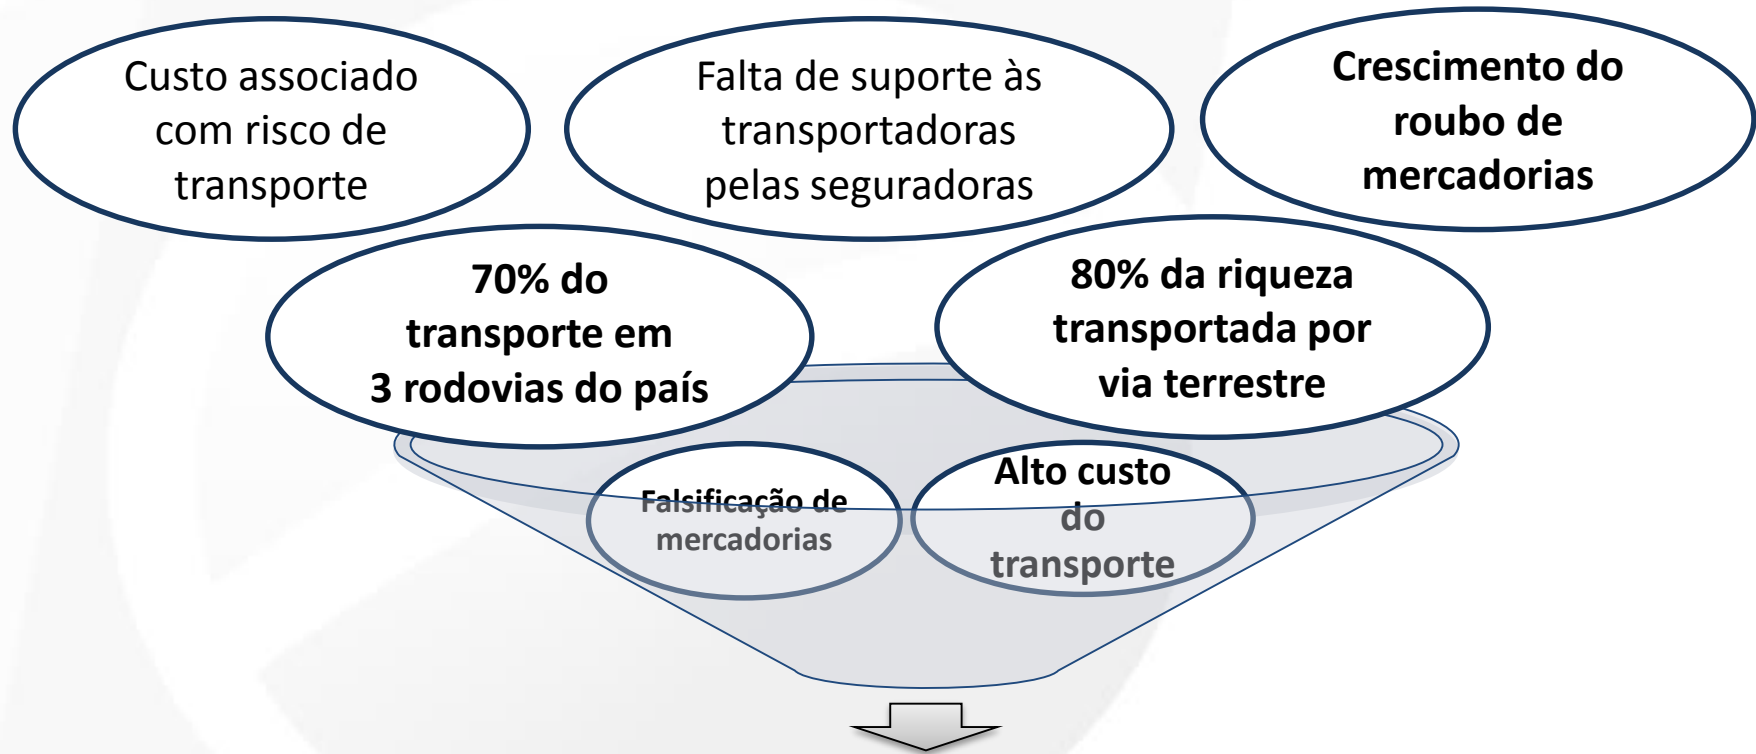 Custo associado
com risco de
transporte
Falta de suporte às
transportadoras
pelas seguradoras
Crescimento do
roubo de
mercadorias
70% do
transporte em
3 rodovias do país
80% da riqueza
transportada por
via terrestre
Falsificação de
mercadorias
Alto custo
do
transporte